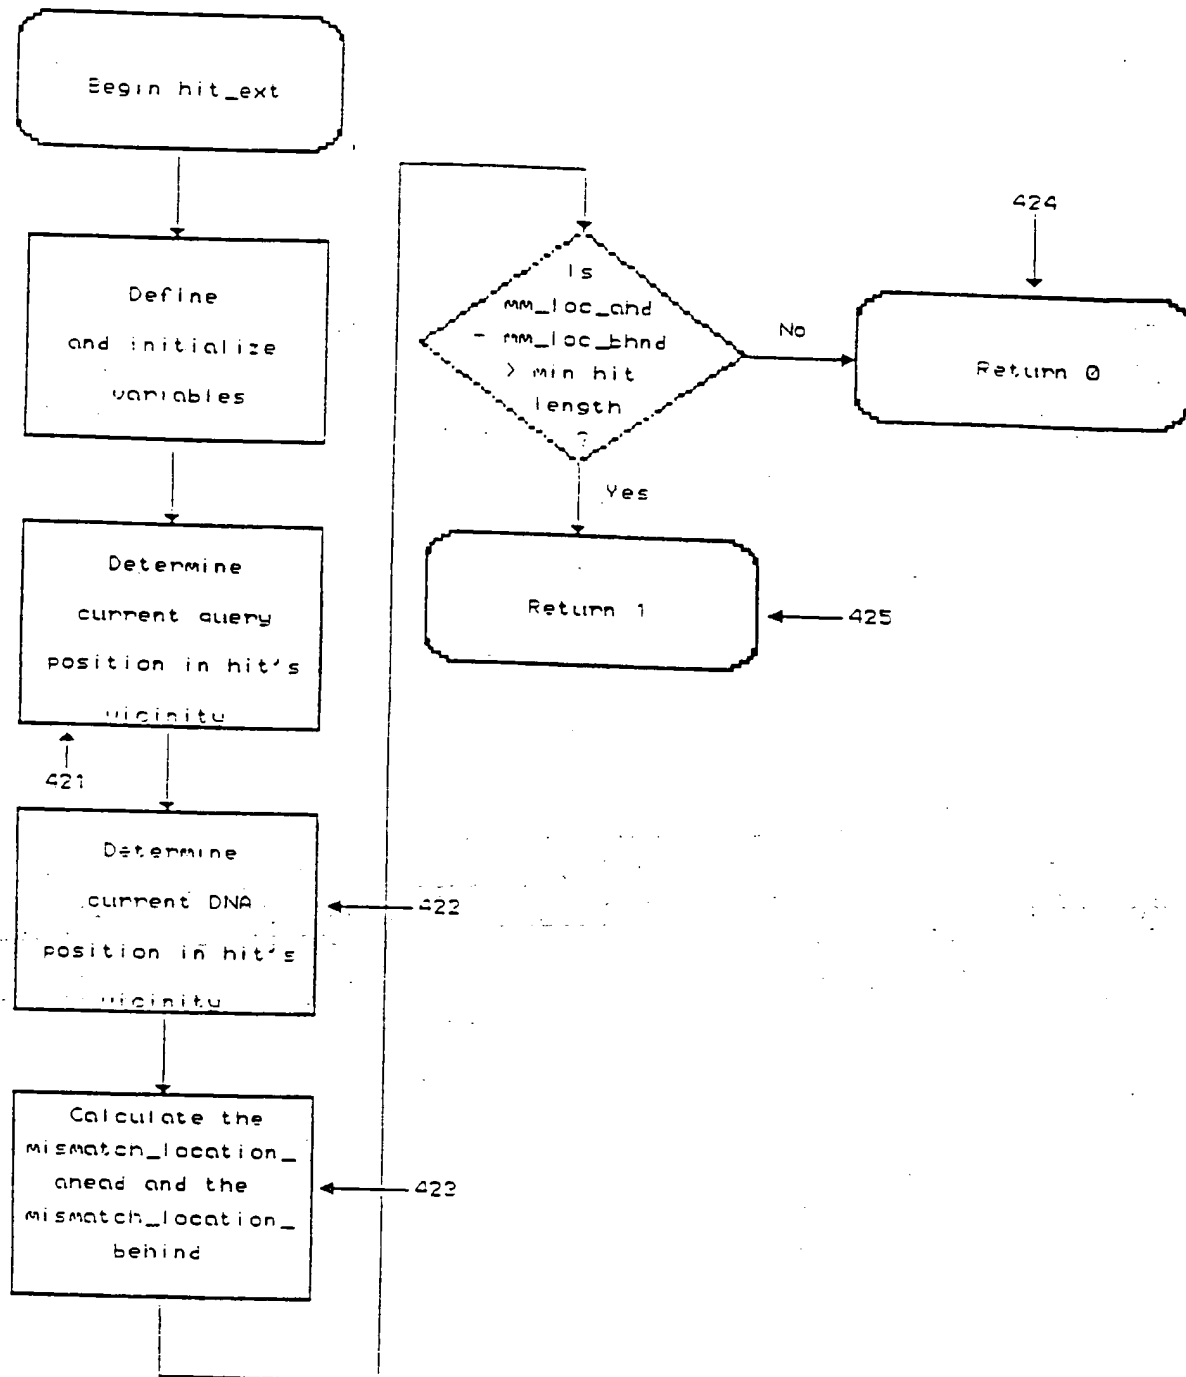 Begin hit_ext
Define
and initialize
variables
Determine
current query
position in hit's
vicinity
421
Determine
current DNA
position in hit's
vicinity
422
Calculate the
mismatch_location_
ahead and the
mismatch_location_
behind
423
Is
mm_loc_ahd
- mm_loc_bhnd
> min hit
length
?
No
424
Return 0
Yes
Return 1
425